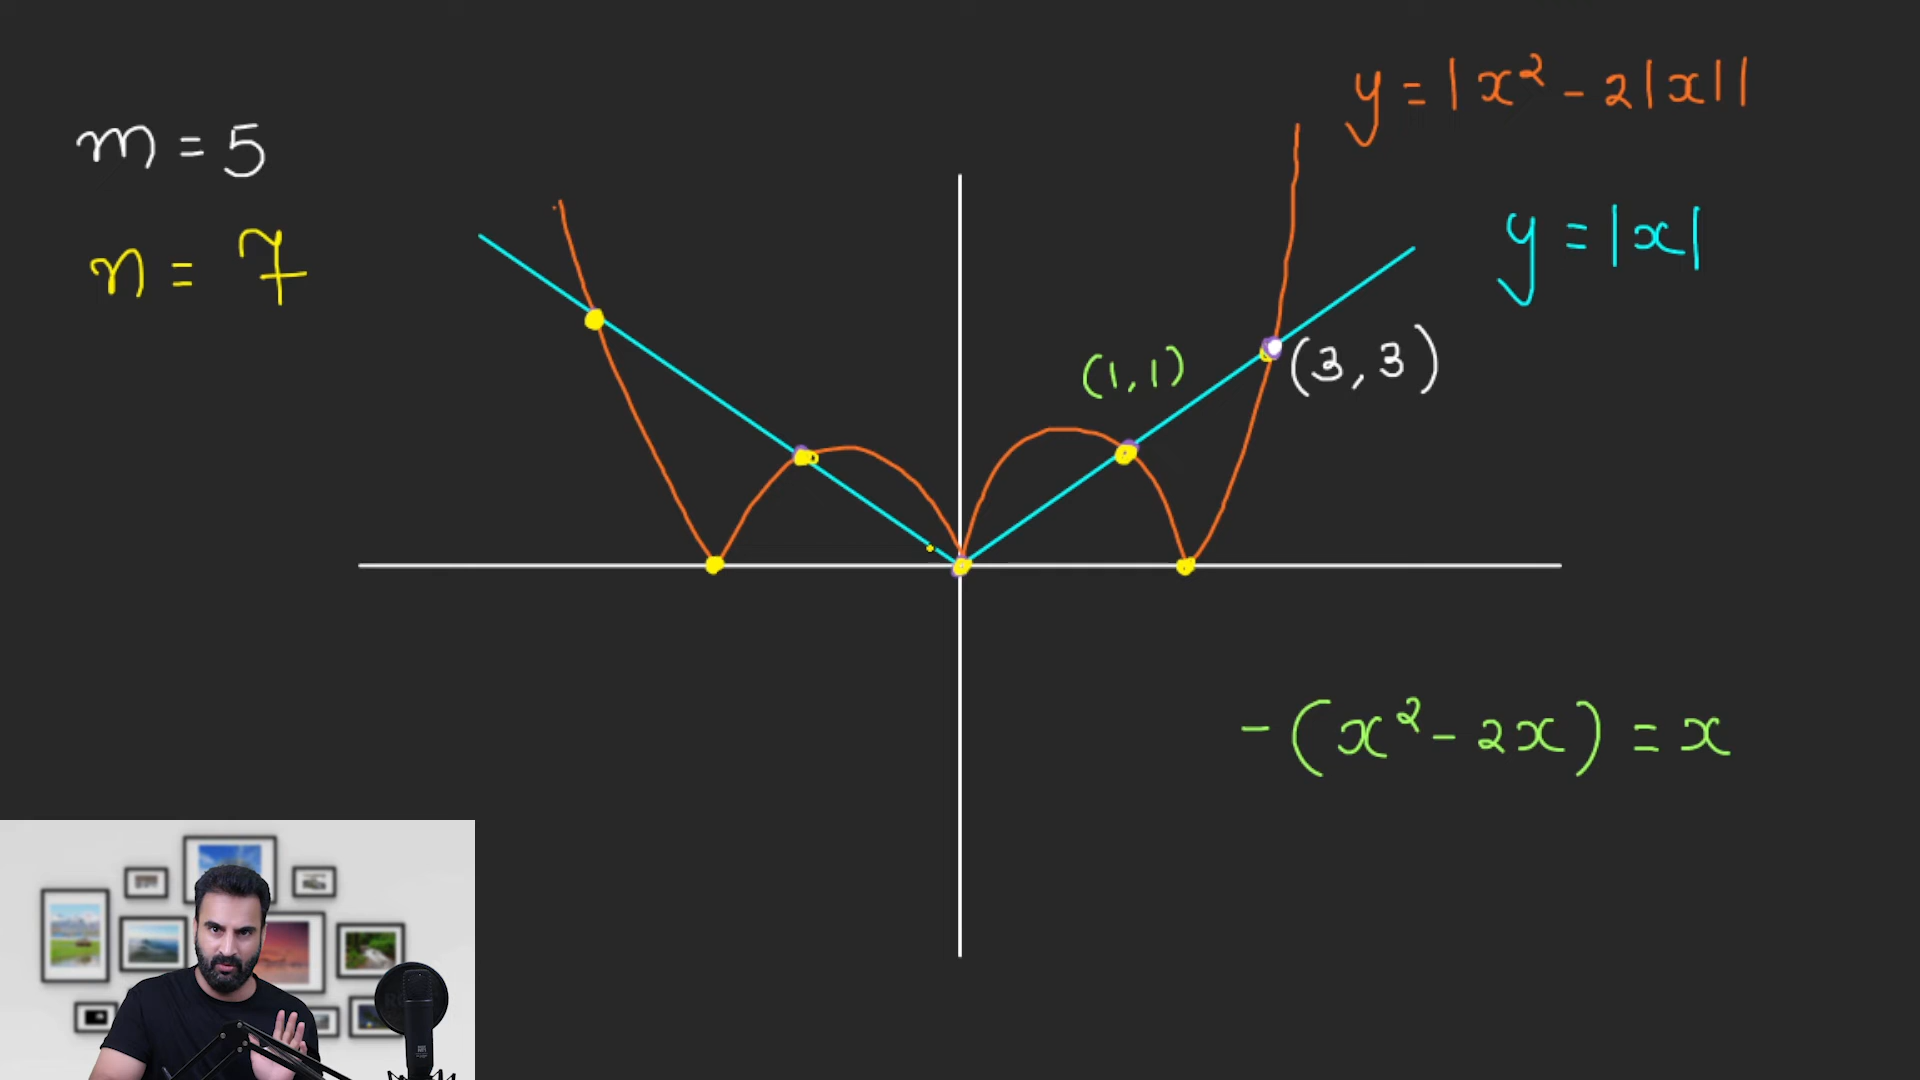 y = |x² - 2|x||
m = 5
y = |x|
n = 7
(1,1)
(3,3)
-(x² - 2x) = x